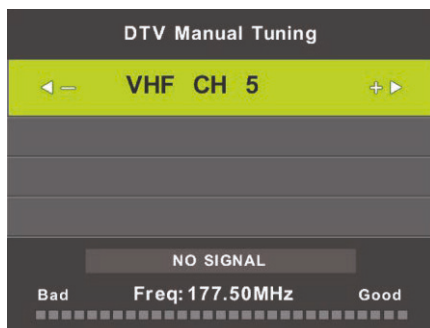 DTV Manual Tuning
VHF CH 5
NO SIGNAL
Bad Freq:177.50MHz Good